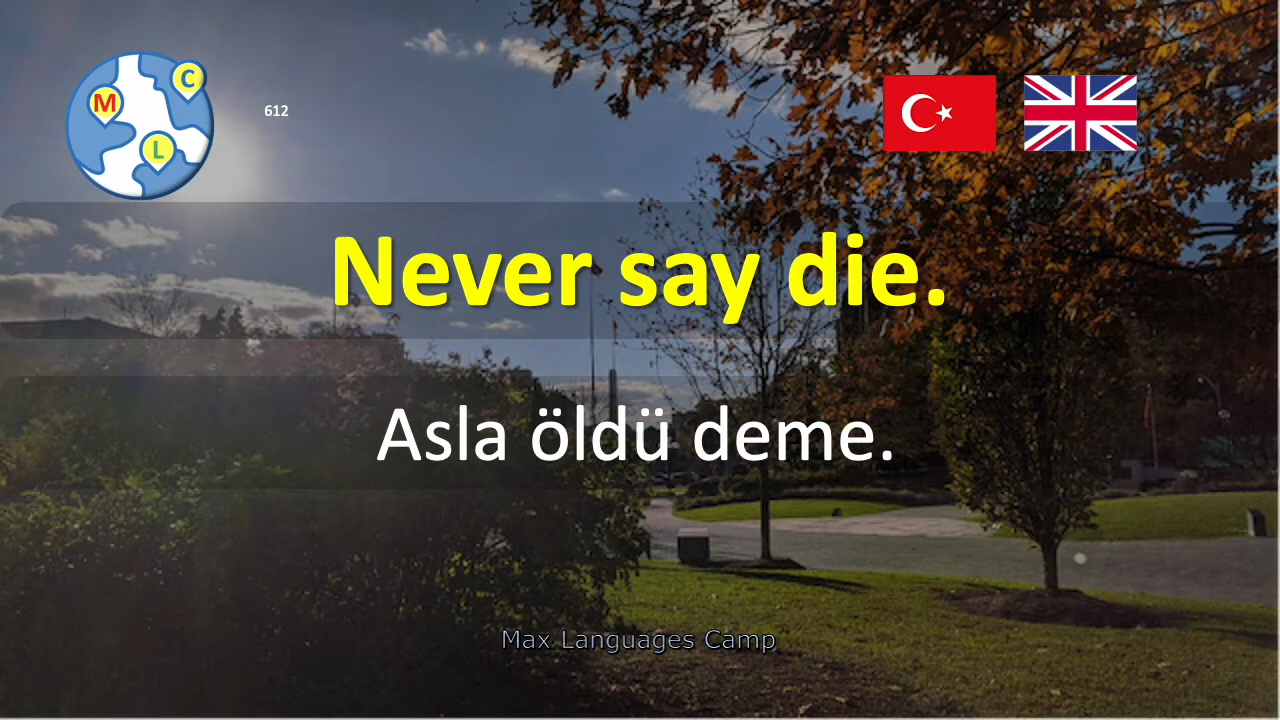 C
M
L
612
Never say die.
Asla öldü deme.
Max Languages Camp